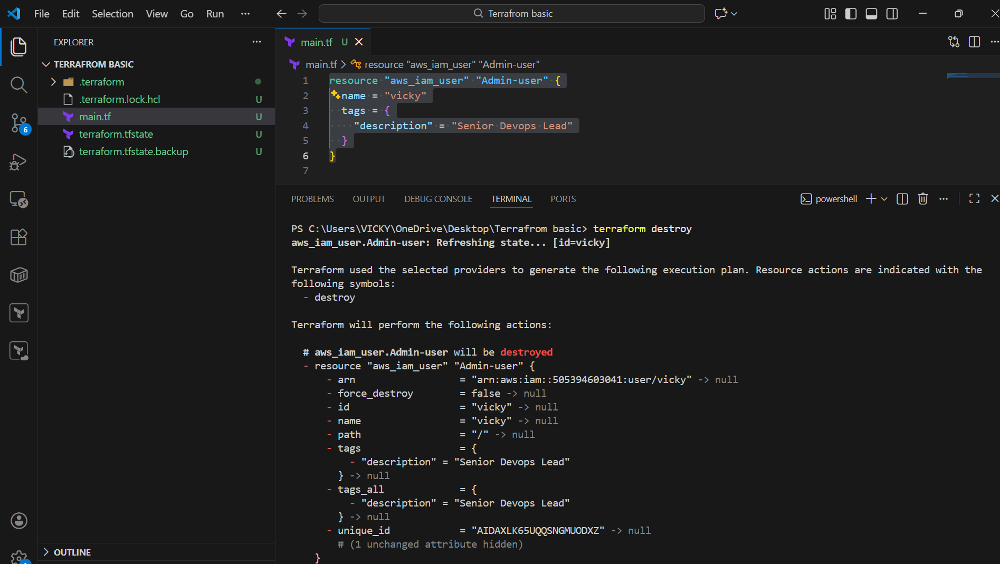 File Edit Selection View Go Run ···
Terrafrom basic
EXPLORER
TERRAFROM BASIC
.terraform
.terraform.lock.hcl U
main.tf U
terraform.tfstate U
terraform.tfstate.backup U
6
OUTLINE
main.tf U
main.tf > resource "aws_iam_user" "Admin-user"
1 resource "aws_iam_user" "Admin-user" {
2 name = "vicky"
3 tags = {
4 "description" = "Senior Devops Lead"
5 }
6 }
7
PROBLEMS OUTPUT DEBUG CONSOLE TERMINAL PORTS
powershell
PS C:\Users\VICKY\OneDrive\Desktop\Terrafrom basic> terraform destroy
aws_iam_user.Admin-user: Refreshing state... [id=vicky]
Terraform used the selected providers to generate the following execution plan. Resource actions are indicated with the
following symbols:
- destroy
Terraform will perform the following actions:
# aws_iam_user.Admin-user will be destroyed
- resource "aws_iam_user" "Admin-user" {
- arn = "arn:aws:iam::505394603041:user/vicky" -> null
- force_destroy = false -> null
- id = "vicky" -> null
- name = "vicky" -> null
- path = "/" -> null
- tags = {
- "description" = "Senior Devops Lead"
} -> null
- tags_all = {
- "description" = "Senior Devops Lead"
} -> null
- unique_id = "AIDAXLK65UQQSNGMUODXZ" -> null
# (1 unchanged attribute hidden)
}